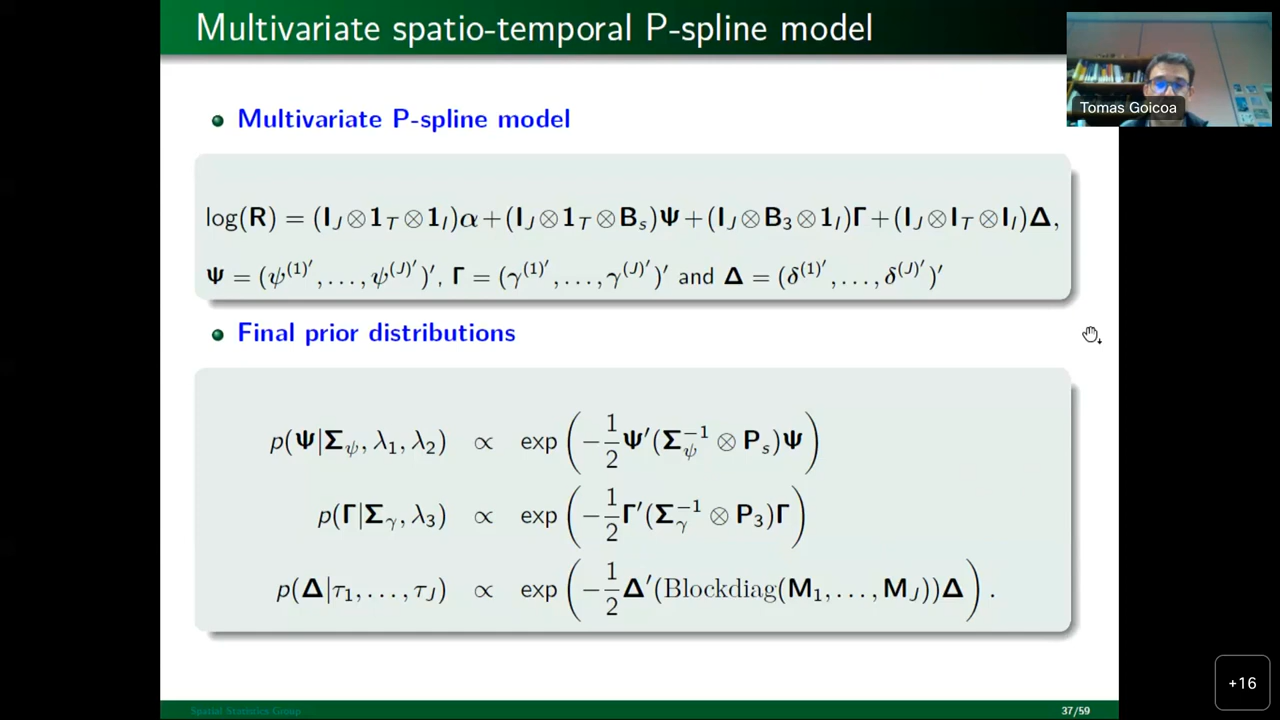 Multivariate spatio-temporal P-spline model
Tomas Goicoa
Multivariate P-spline model
log(R) = (I_J⊗1_T⊗1_I)α+(I_J⊗1_T⊗B_s)Ψ+(I_J⊗B_3⊗1_I)Γ+(I_J⊗I_T⊗I_I)Δ,
Ψ = (ψ^(1)′, . . . , ψ^(J)′)′, Γ = (γ^(1)′, . . . , γ^(J)′)′ and Δ = (δ^(1)′, . . . , δ^(J)′)′
Final prior distributions
p(Ψ|Σ_ψ, λ_1, λ_2) ∝ exp(−1/2 Ψ′(Σ_ψ^−1 ⊗ P_s)Ψ)
p(Γ|Σ_γ, λ_3) ∝ exp(−1/2 Γ′(Σ_γ^−1 ⊗ P_3)Γ)
p(Δ|τ_1, . . . , τ_J) ∝ exp(−1/2 Δ′(Blockdiag(M_1, . . . , M_J))Δ).
+16
Spatial Statistics Group
37/59